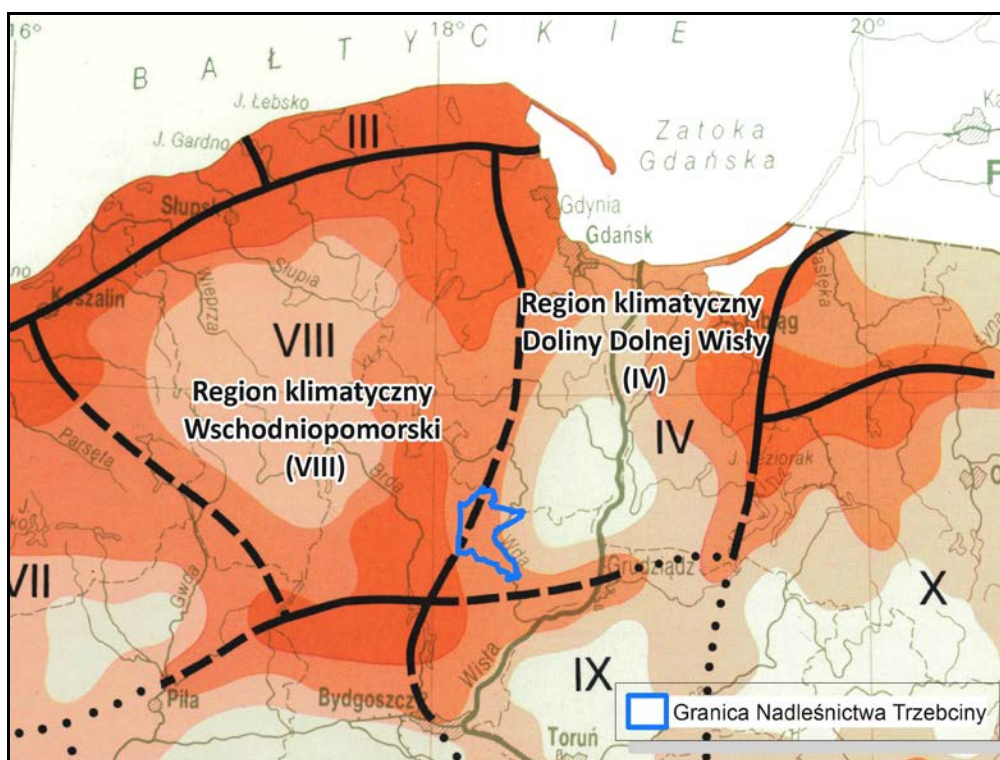 16°
18°
20°
B A Ł T Y C K I E
J. Łebsko
J. Gardno
III
Zatoka
Gdańska
Słupsk
Gdynia
Gdańsk
Słupia
Wieprza
Koszalin
Pasłęka
Region klimatyczny
Doliny Dolnej Wisły
(IV)
VIII
Region klimatyczny
Wschodniopomorski
(VIII)
IV
Parsęta
Brda
J. Jeziorak
Wda
Grudziądz
VII
Gwda
X
Wisła
IX
Piła
Bydgoszcz
Toruń
Granica Nadleśnictwa Trzebciny